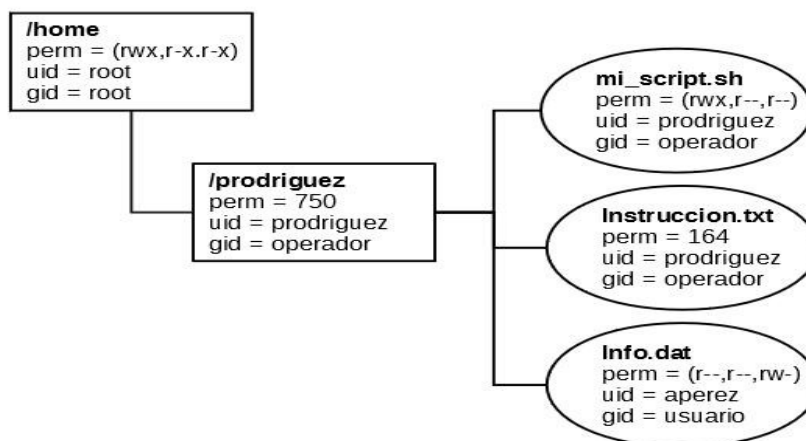 /home
perm = (rwx,r-x.r-x)
uid = root
gid = root
/prodriguez
perm = 750
uid = prodriguez
gid = operador
mi_script.sh
perm = (rwx,r--,r--)
uid = prodriguez
gid = operador
Instruccion.txt
perm = 164
uid = prodriguez
gid = operador
Info.dat
perm = (r--,r--,rw-)
uid = aperez
gid = usuario